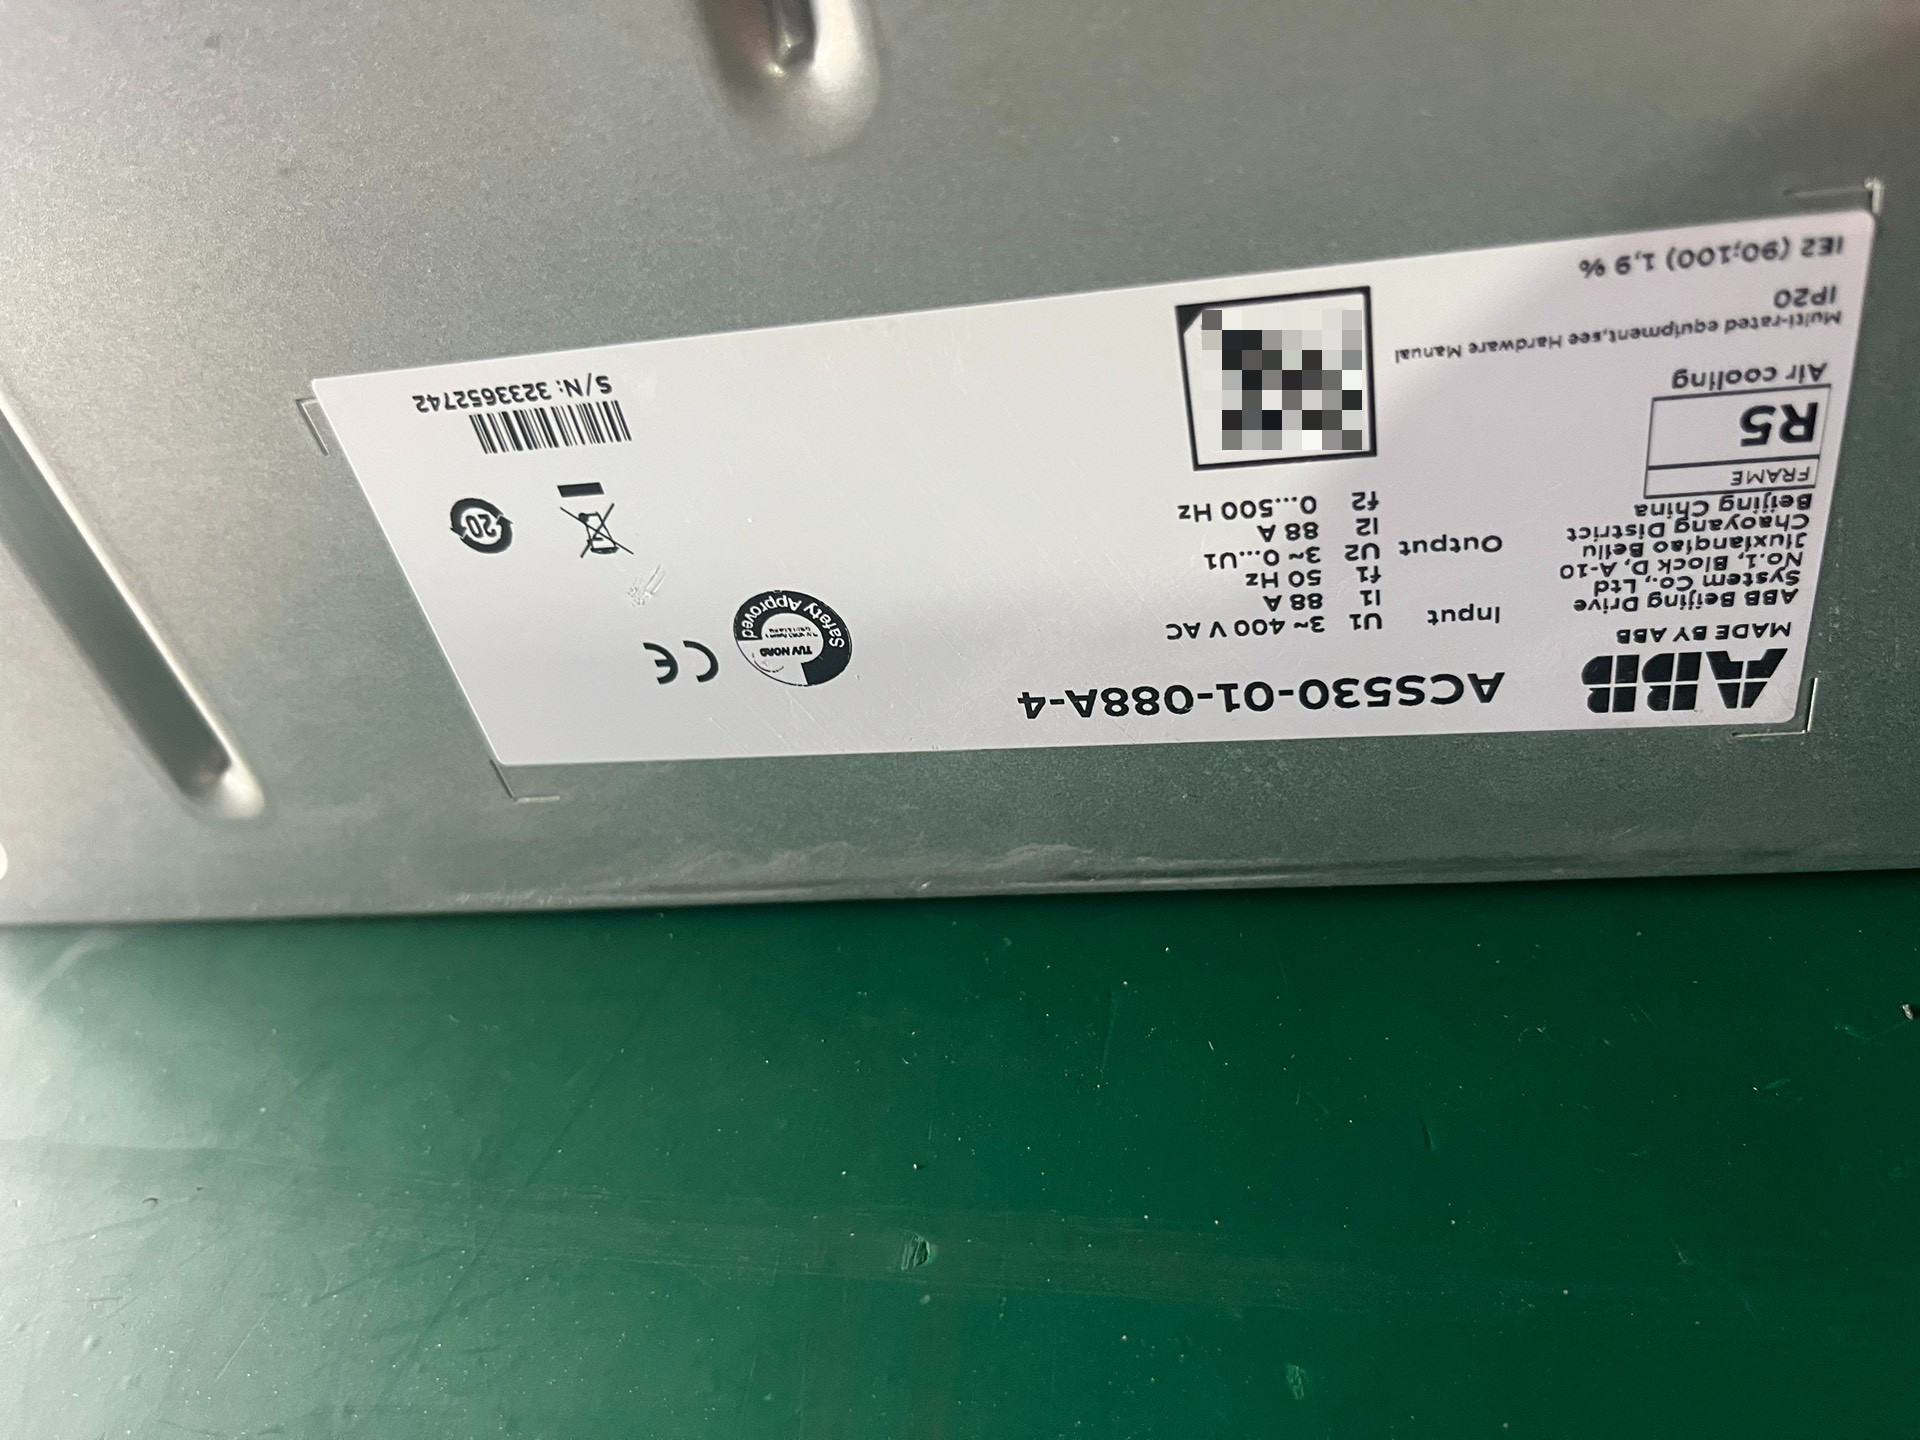 ABB
MADE BY ABB
ABB Beijing Drive
System Co., Ltd
No.1, Block D, A-10
Jiuxianqiao Beilu
Chaoyang District
Beijing China
FRAME
R5
Air cooling
Multi-rated equipment,see Hardware Manual
IP20
IE2 (90;100) 1,9 %
ACS530-01-088A-4
Input U1 3~ 400 V AC
I1 88 A
f1 50 Hz
Output U2 3~ 0...U1
I2 88 A
f2 0...500 Hz
TÜV NORD
Safety Approved
CE
20
S/N: 3233652742